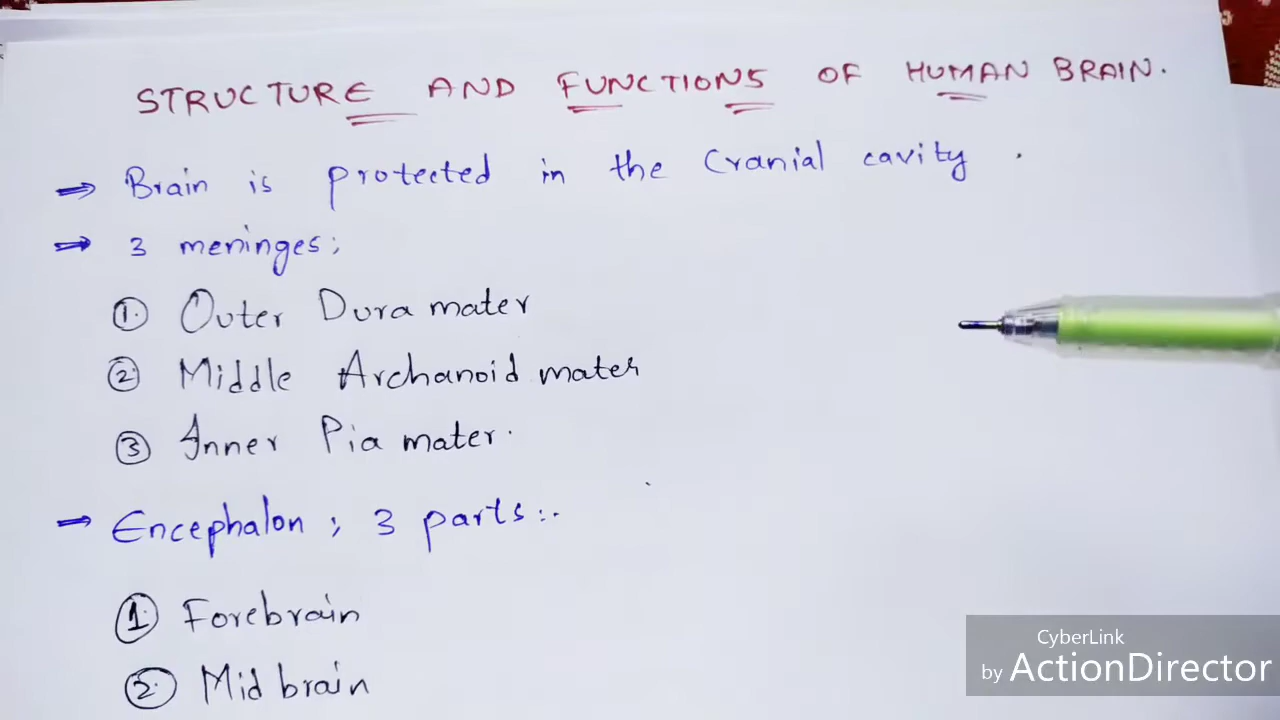 STRUCTURE AND FUNCTIONS OF HUMAN BRAIN.
⇒ Brain is protected in the Cranial cavity.
⇒ 3 meninges;
① Outer Dura mater
② Middle Archanoid mater
③ Inner Pia mater.
→ Encephalon ; 3 parts:.
① Forebrain
② Mid brain
CyberLink
by ActionDirector